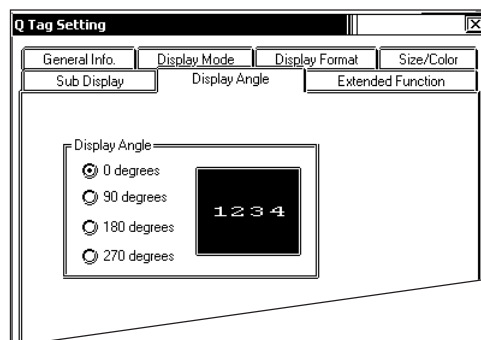 Q Tag Setting
General Info. Display Mode Display Format Size/Color
Sub Display Display Angle Extended Function
Display Angle
0 degrees
90 degrees
180 degrees
270 degrees
1234